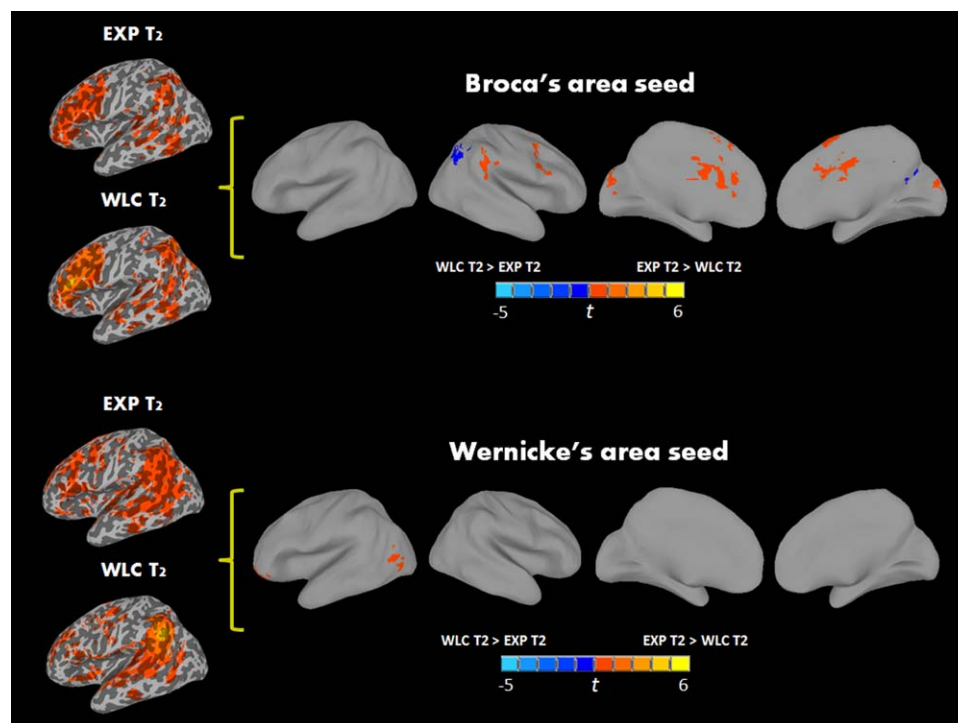 EXP T₂
Broca's area seed
WLC T₂
WLC T2 > EXP T2 EXP T2 > WLC T2
-5 t 6
EXP T₂
Wernicke's area seed
WLC T₂
WLC T2 > EXP T2 EXP T2 > WLC T2
-5 t 6